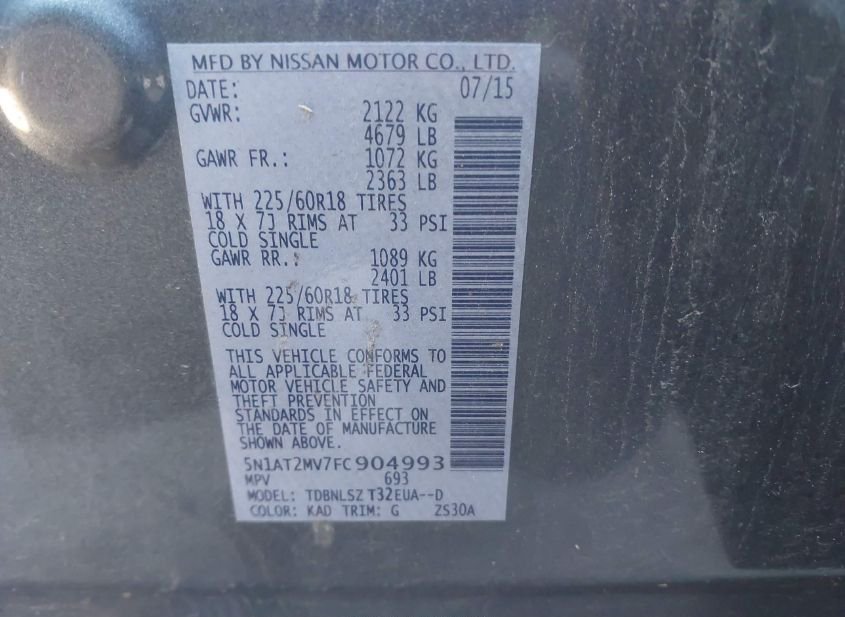 MFD BY NISSAN MOTOR CO., LTD.
DATE: 07/15
GVWR: 2122 KG
4679 LB
GAWR FR.: 1072 KG
2363 LB
WITH 225/60R18 TIRES
18 X 7J RIMS AT 33 PSI
COLD SINGLE
GAWR RR.: 1089 KG
2401 LB
WITH 225/60R18 TIRES
18 X 7J RIMS AT 33 PSI
COLD SINGLE
THIS VEHICLE CONFORMS TO
ALL APPLICABLE FEDERAL
MOTOR VEHICLE SAFETY AND
THEFT PREVENTION
STANDARDS IN EFFECT ON
THE DATE OF MANUFACTURE
SHOWN ABOVE.
5N1AT2MV7FC904993
MPV 693
MODEL: TDBNLSZ T32EUA--D
COLOR: KAD TRIM: G ZS30A